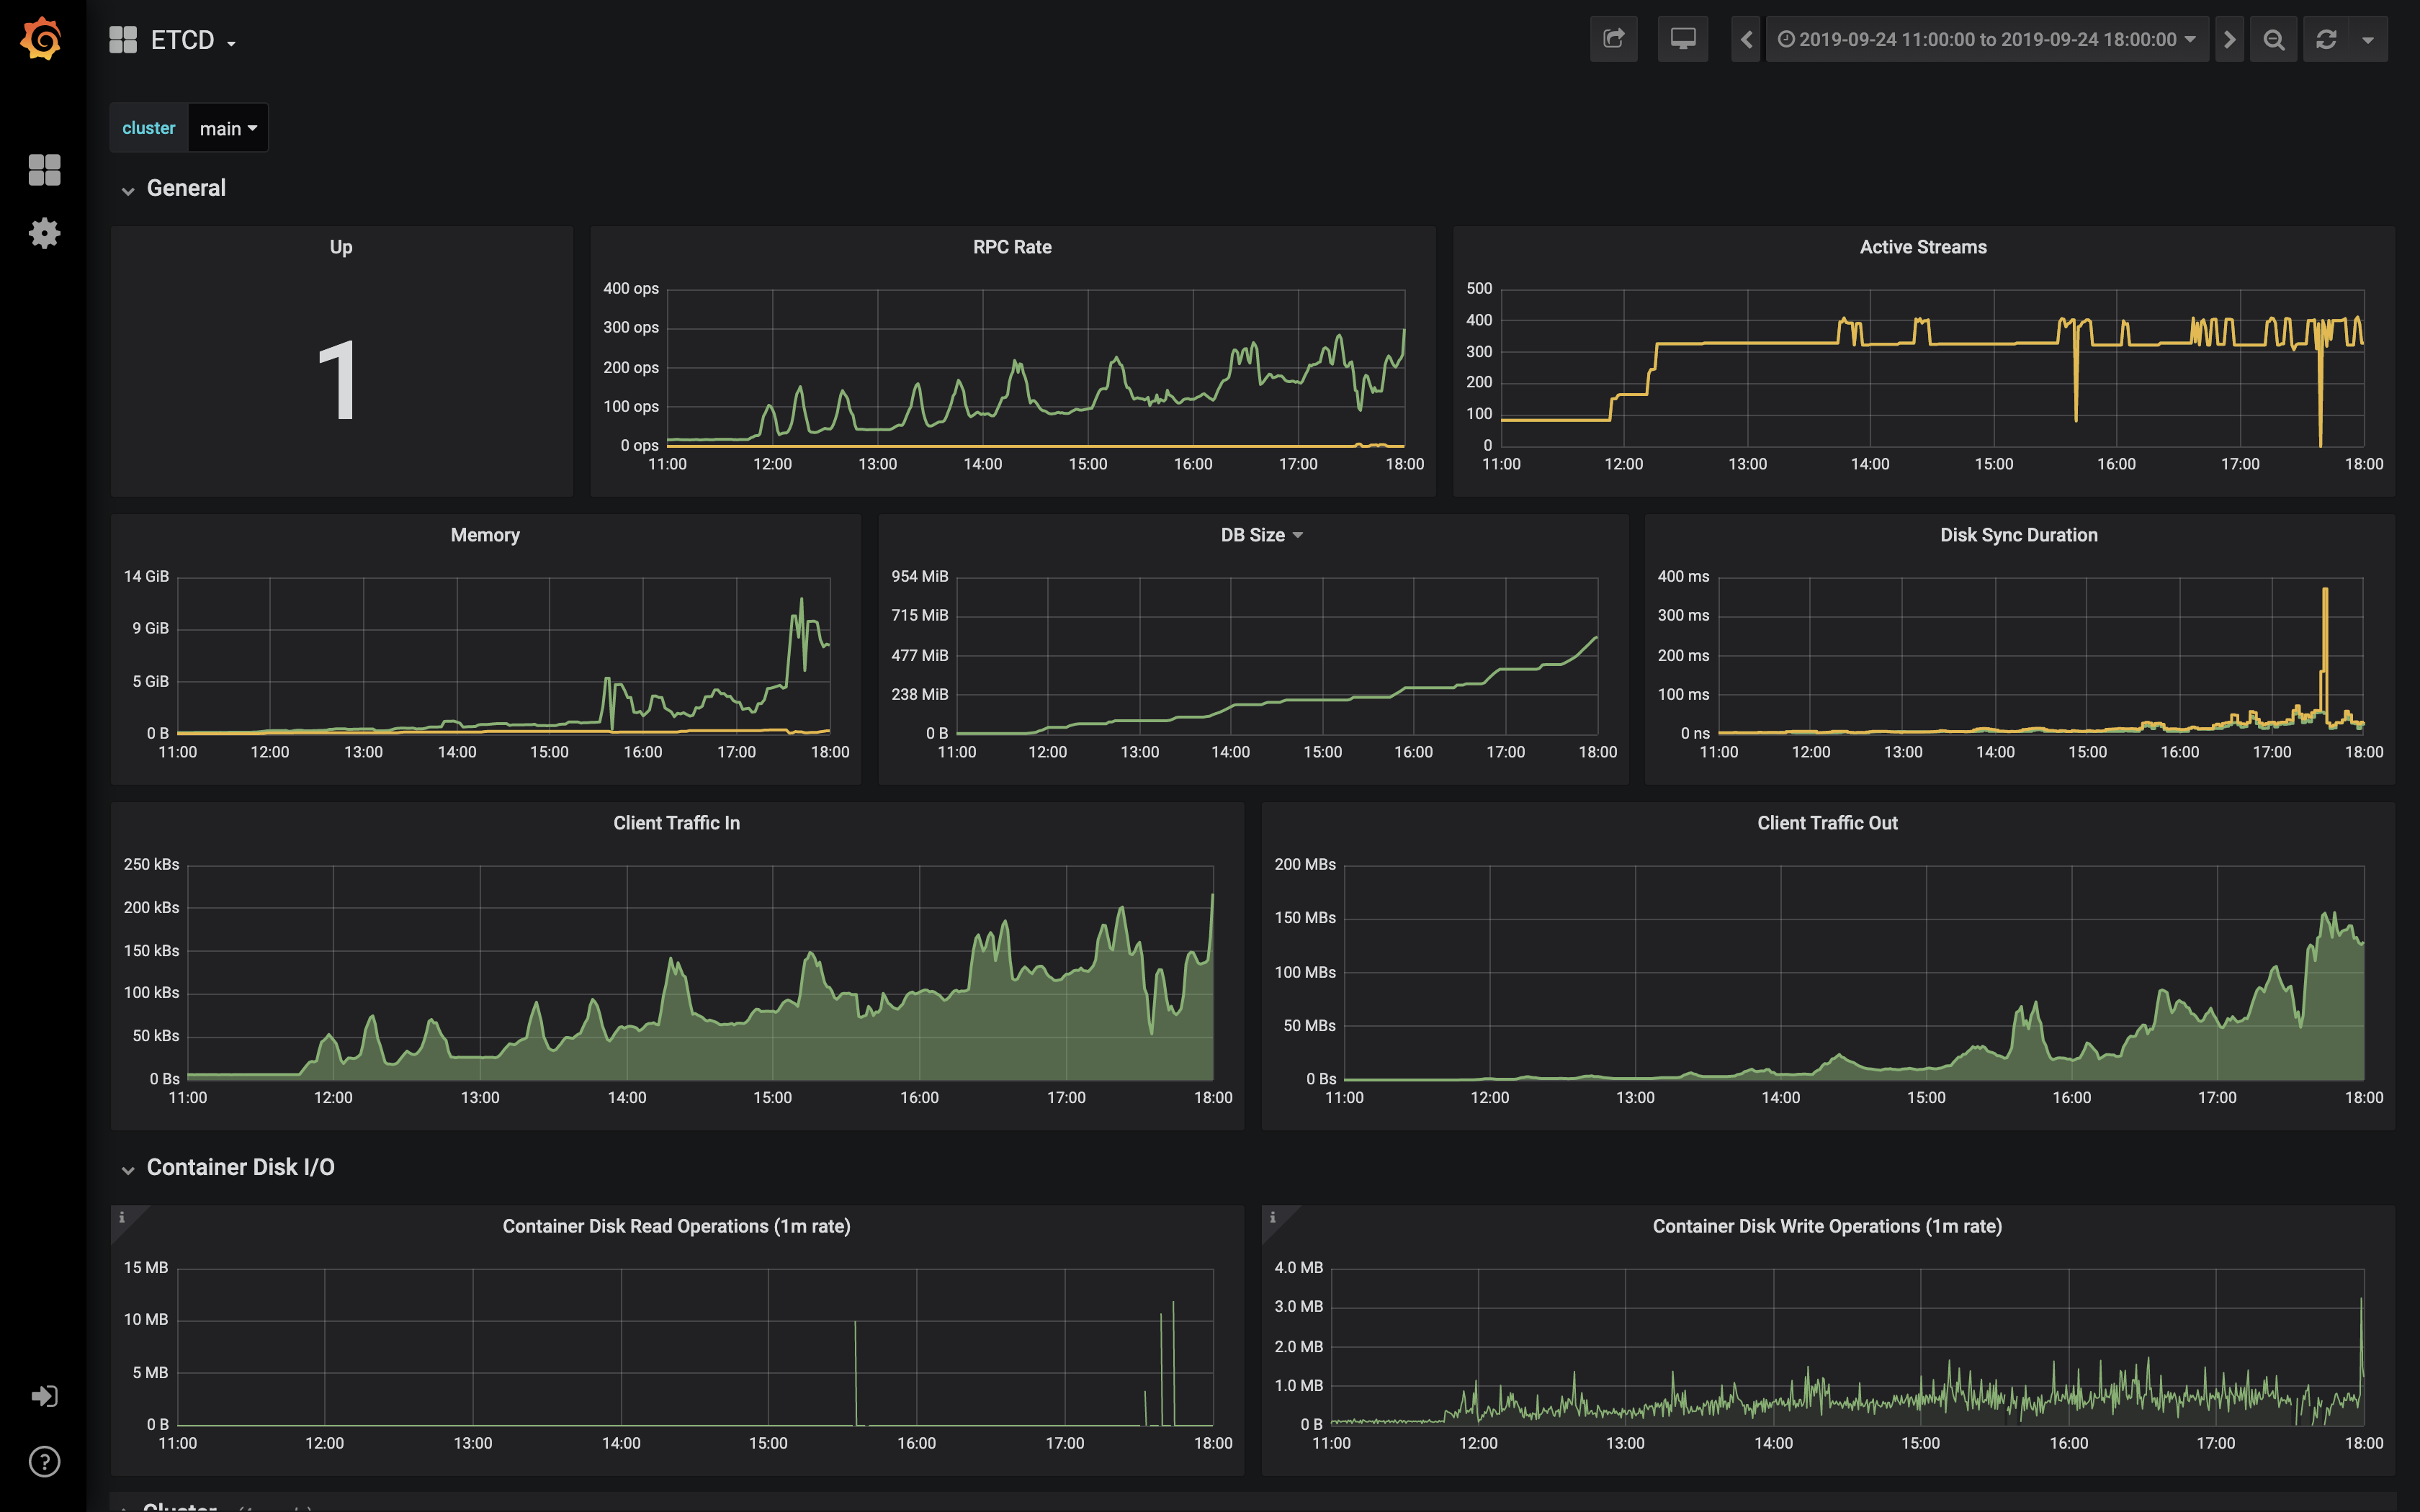 ETCD
2019-09-24 11:00:00 to 2019-09-24 18:00:00
cluster main
General
Up
1
RPC Rate
400 ops
300 ops
200 ops
100 ops
0 ops
11:00 12:00 13:00 14:00 15:00 16:00 17:00 18:00
Active Streams
500
400
300
200
100
0
11:00 12:00 13:00 14:00 15:00 16:00 17:00 18:00
Memory
14 GiB
9 GiB
5 GiB
0 B
11:00 12:00 13:00 14:00 15:00 16:00 17:00 18:00
DB Size
954 MiB
715 MiB
477 MiB
238 MiB
0 B
11:00 12:00 13:00 14:00 15:00 16:00 17:00 18:00
Disk Sync Duration
400 ms
300 ms
200 ms
100 ms
0 ns
11:00 12:00 13:00 14:00 15:00 16:00 17:00 18:00
Client Traffic In
250 kBs
200 kBs
150 kBs
100 kBs
50 kBs
0 Bs
11:00 12:00 13:00 14:00 15:00 16:00 17:00 18:00
Client Traffic Out
200 MBs
150 MBs
100 MBs
50 MBs
0 Bs
11:00 12:00 13:00 14:00 15:00 16:00 17:00 18:00
Container Disk I/O
Container Disk Read Operations (1m rate)
15 MB
10 MB
5 MB
0 B
11:00 12:00 13:00 14:00 15:00 16:00 17:00 18:00
Container Disk Write Operations (1m rate)
4.0 MB
3.0 MB
2.0 MB
1.0 MB
0 B
11:00 12:00 13:00 14:00 15:00 16:00 17:00 18:00
Cluster